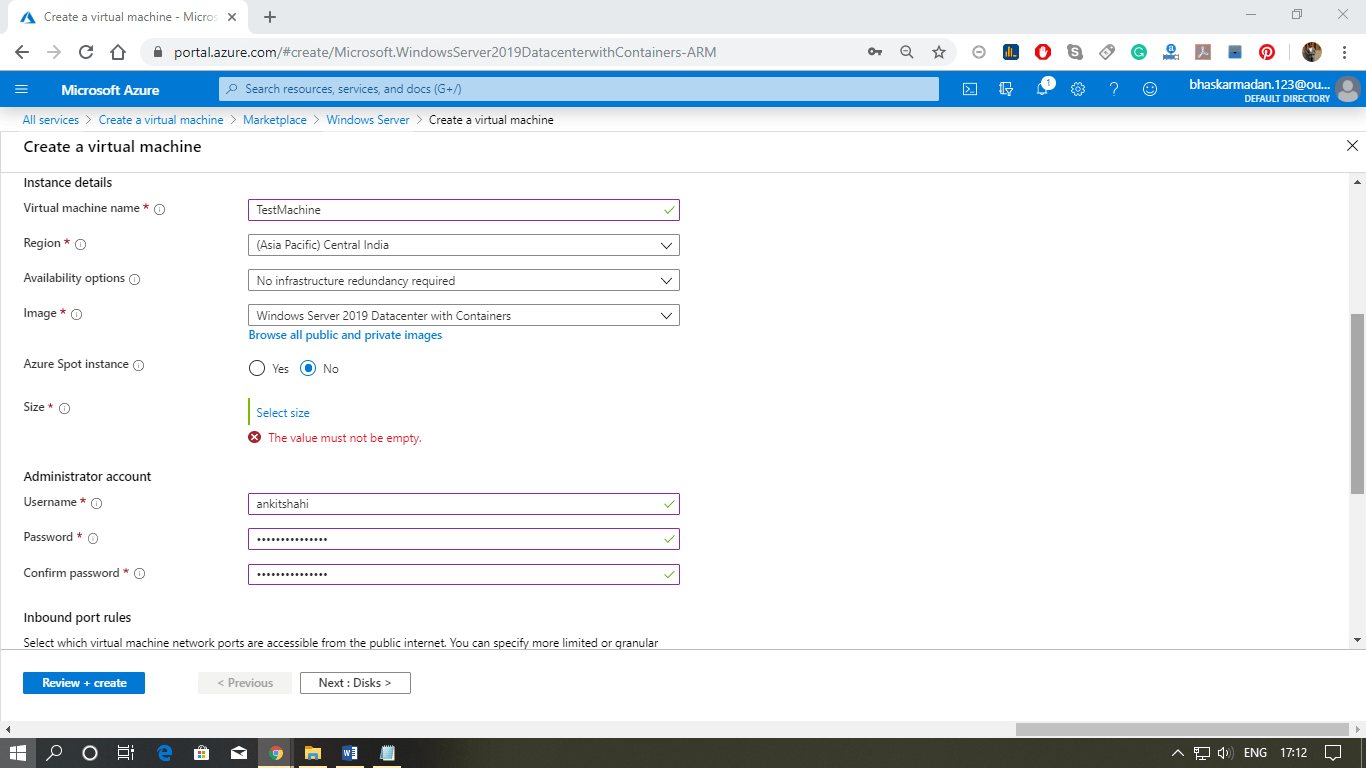 Create a virtual machine - Micros
portal.azure.com/#create/Microsoft.WindowsServer2019DatacenterwithContainers-ARM
Microsoft Azure
Search resources, services, and docs (G+/)
1
bhaskarmadan.123@ou...
DEFAULT DIRECTORY
All services > Create a virtual machine > Marketplace > Windows Server > Create a virtual machine
Create a virtual machine
Instance details
Virtual machine name *
TestMachine
Region *
(Asia Pacific) Central India
Availability options
No infrastructure redundancy required
Image *
Windows Server 2019 Datacenter with Containers
Browse all public and private images
Azure Spot instance
Yes No
Size *
Select size
The value must not be empty.
Administrator account
Username *
ankitshahi
Password *
•••••••••••••••
Confirm password *
•••••••••••••••
Inbound port rules
Select which virtual machine network ports are accessible from the public internet. You can specify more limited or granular
Review + create
< Previous
Next : Disks >
ENG 17:12